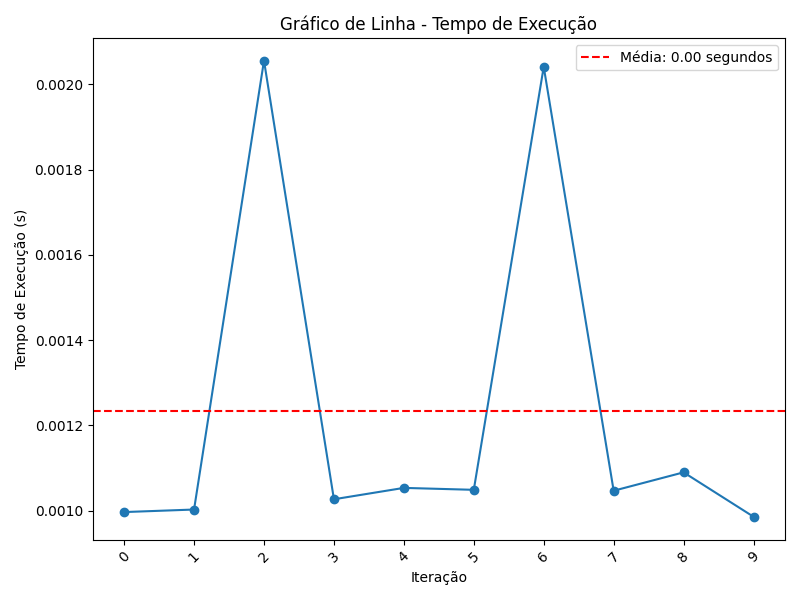 Gráfico de Linha - Tempo de Execução
Média: 0.00 segundos
Tempo de Execução (s)
0.0020
0.0018
0.0016
0.0014
0.0012
0.0010
0 1 2 3 4 5 6 7 8 9
Iteração